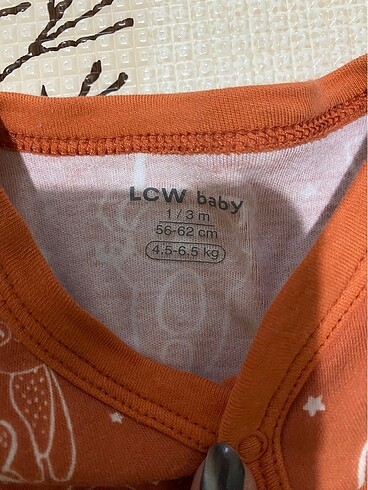 LCW baby
1 / 3 m
56-62 cm
4.5-6.5 kg